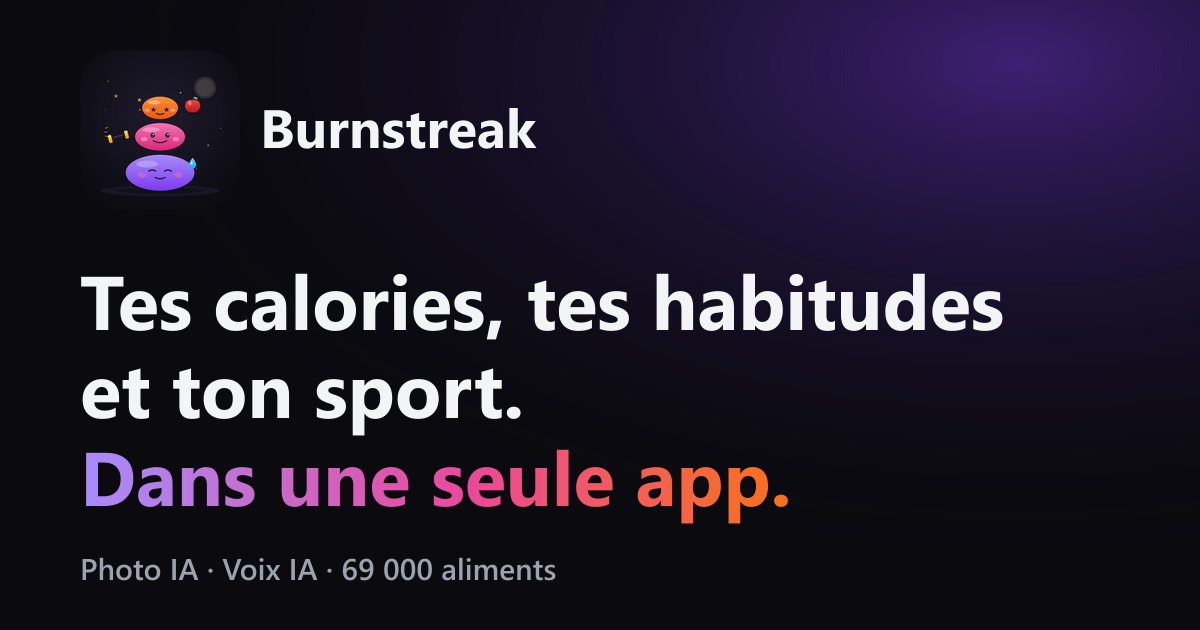 Burnstreak
Tes calories, tes habitudes
et ton sport.
Dans une seule app.
Photo IA · Voix IA · 69 000 aliments